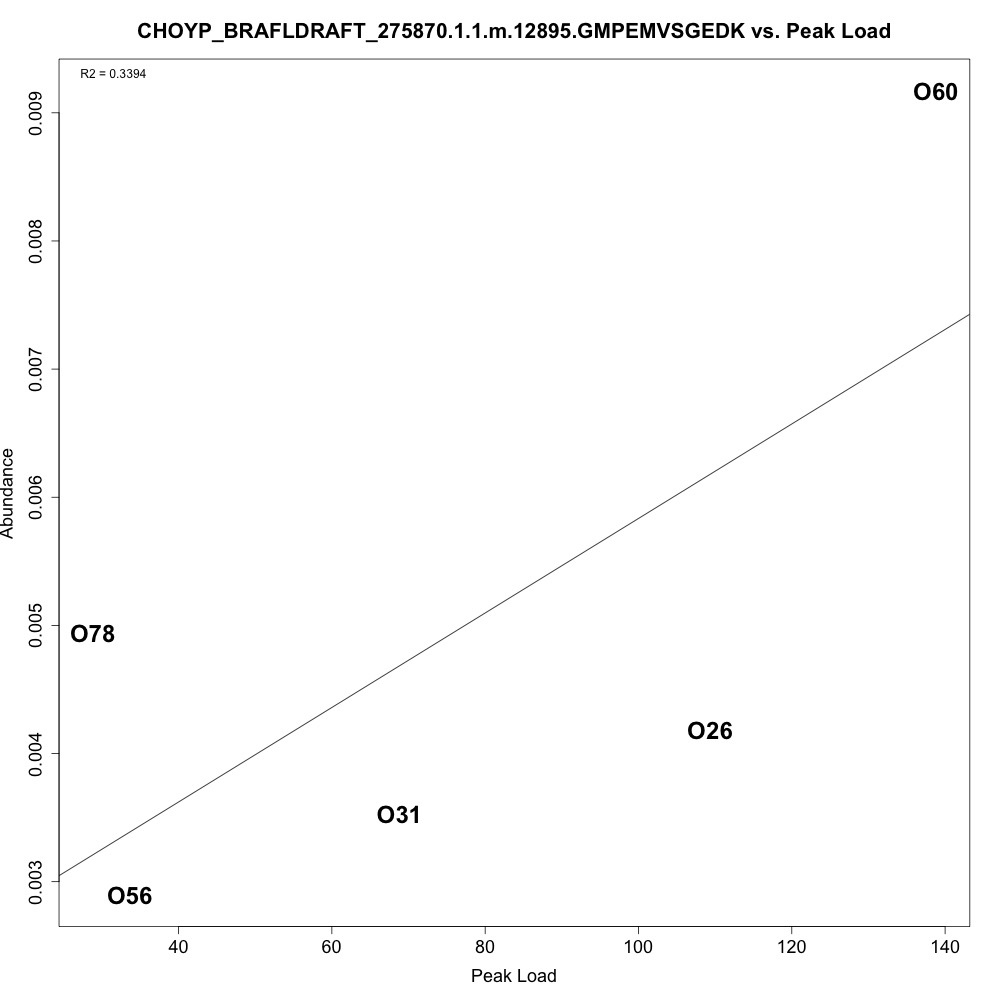 CHOYP_BRAFLDRAFT_275870.1.1.m.12895.GMPEMVSGEDK vs. Peak Load
R2 = 0.3394
O60
0.009
0.008
0.007
0.006
Abundance
0.005
O78
0.004
O26
O31
0.003
O56
40 60 80 100 120 140
Peak Load